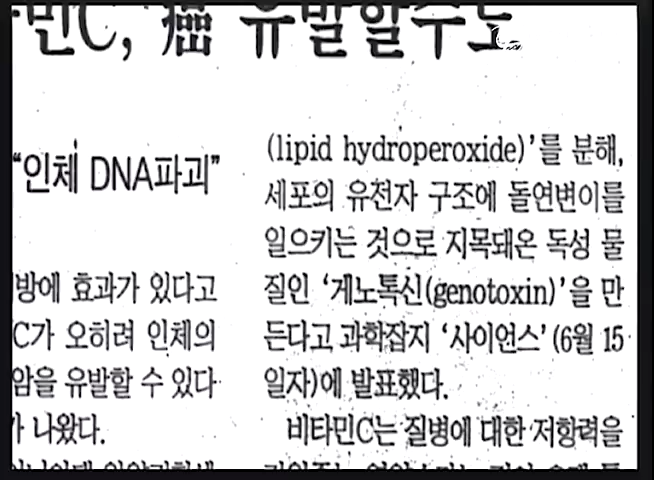 민C, 癌 유발할수도
“인체 DNA파괴”
방에 효과가 있다고
C가 오히려 인체의
암을 유발할 수 있다
가 나왔다.
(lipid hydroperoxide)’를 분해,
세포의 유전자 구조에 돌연변이를
일으키는 것으로 지목돼온 독성 물
질인 ‘게노톡신(genotoxin)’을 만
든다고 과학잡지 ‘사이언스’(6월 15
일자)에 발표했다.
비타민C는 질병에 대한 저항력을